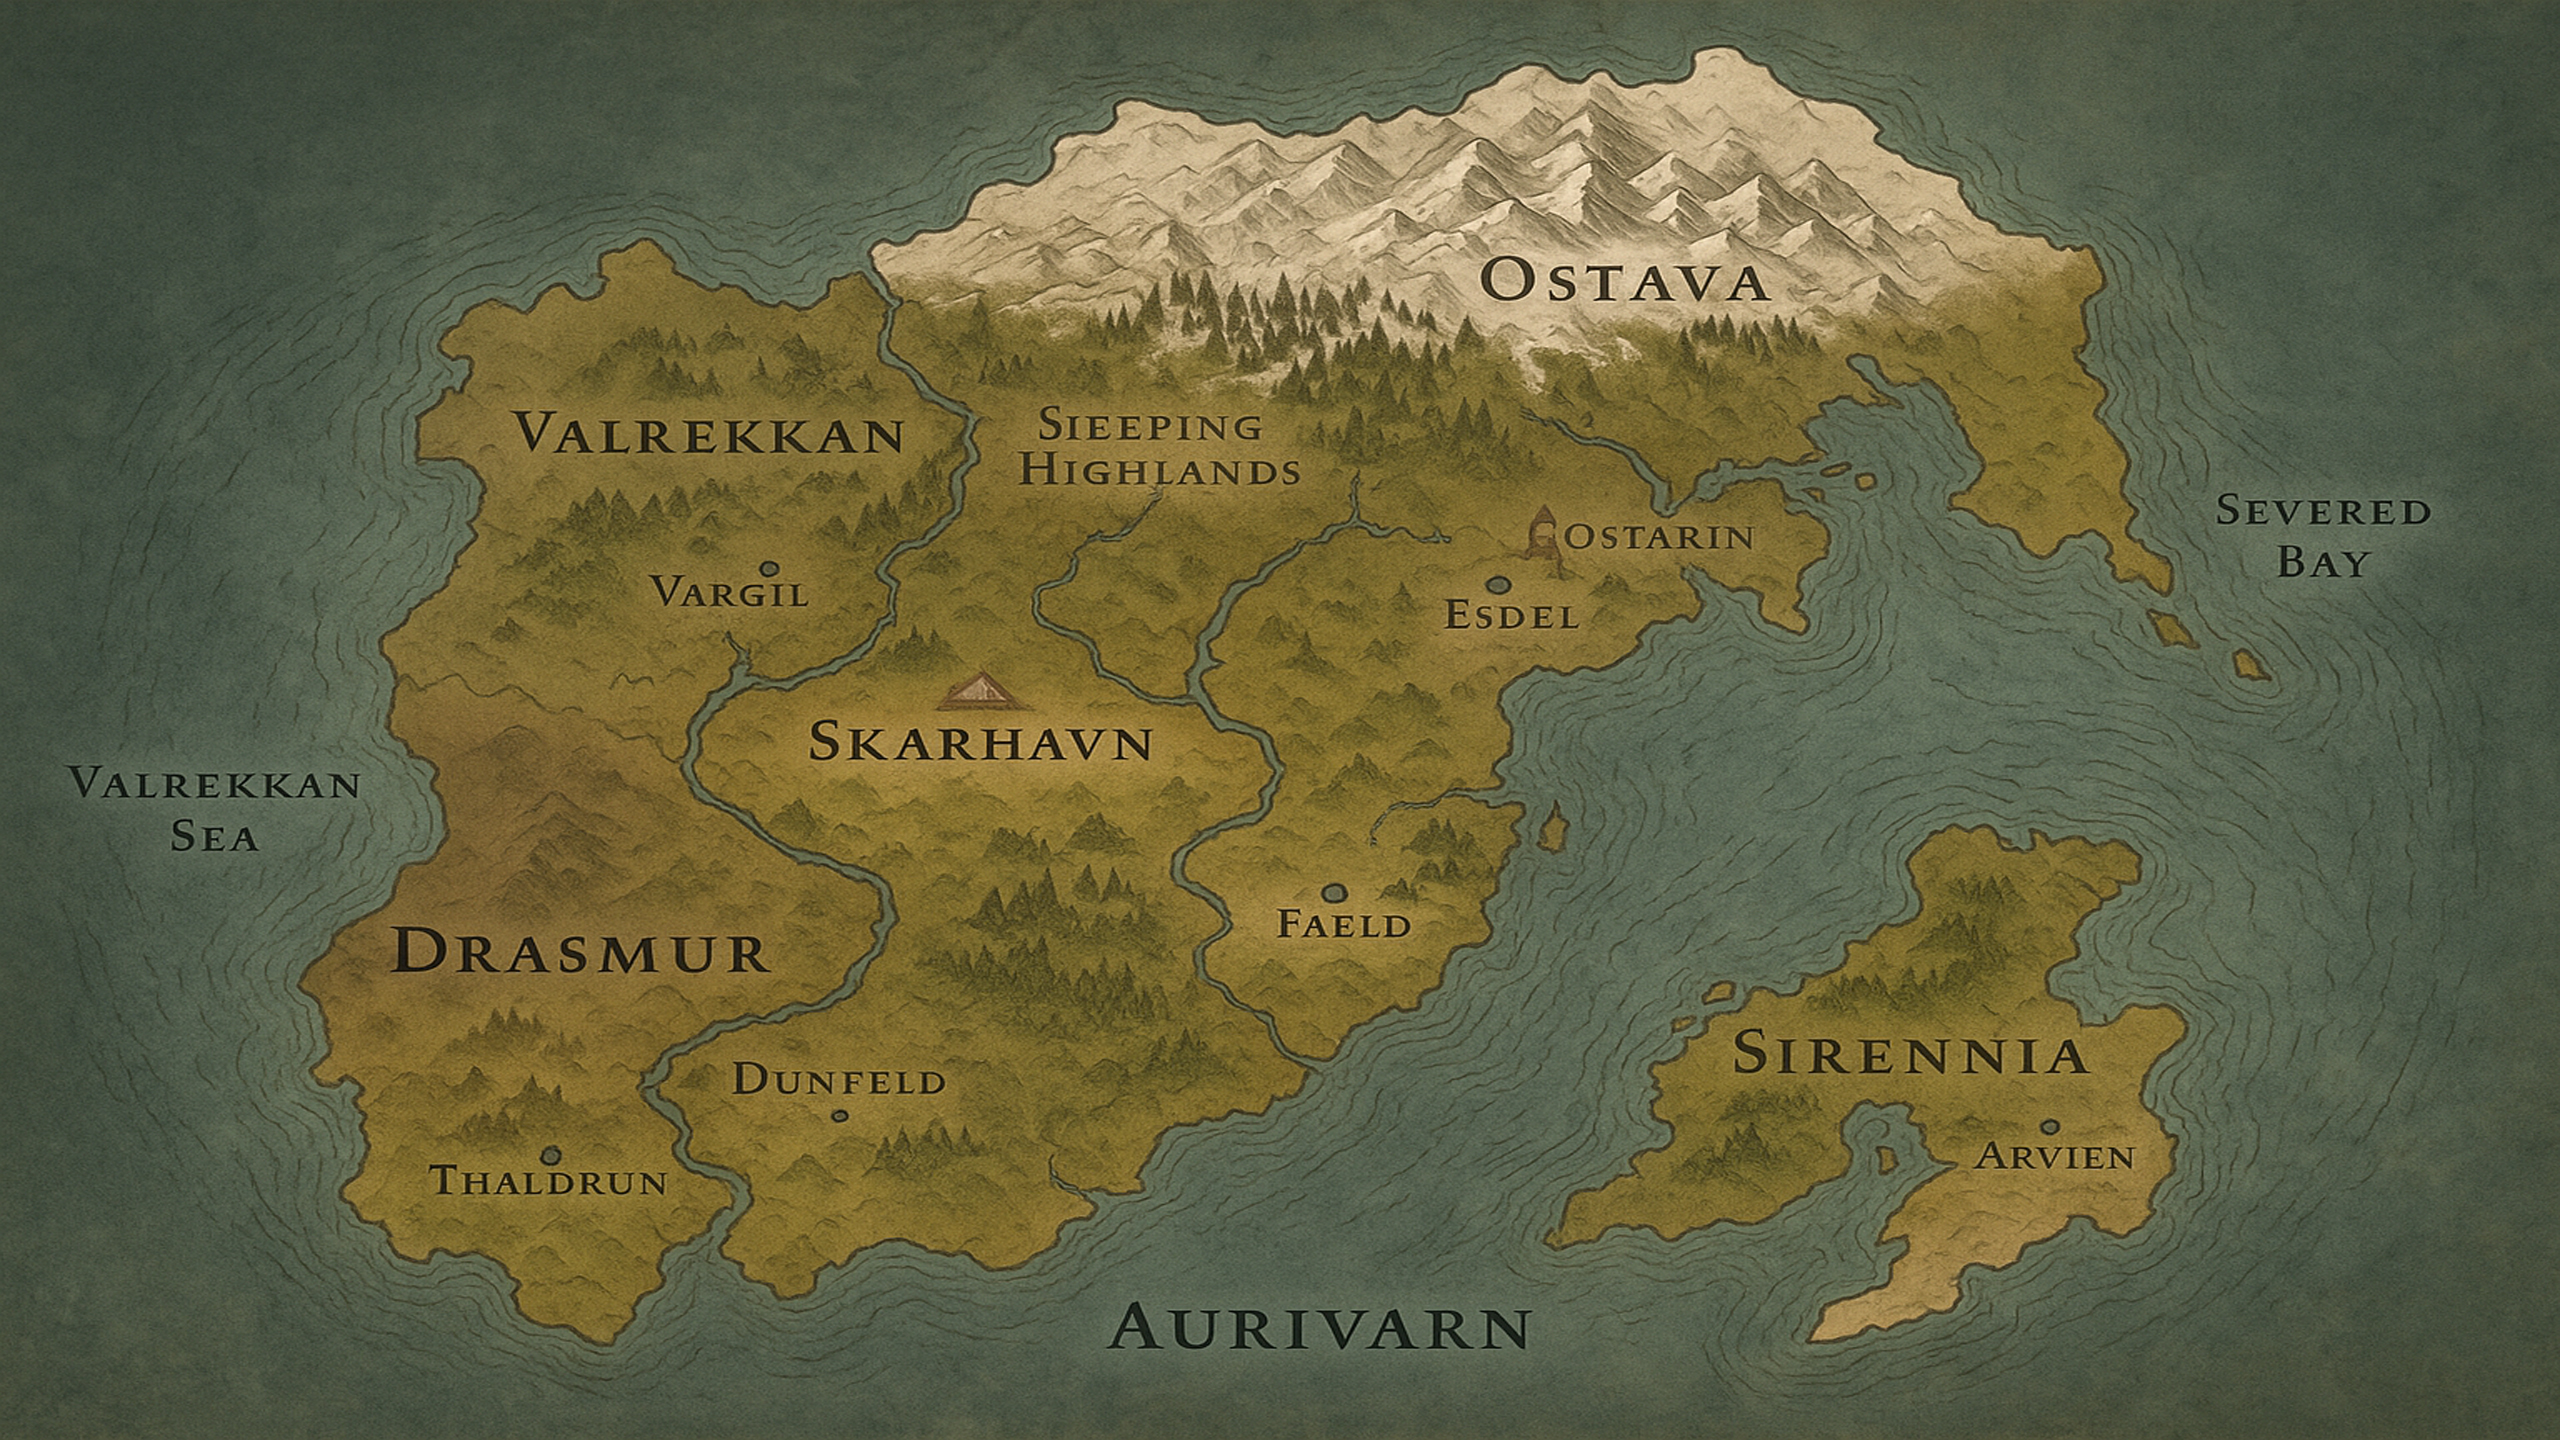 OSTAVA
VALREKKAN
SIEEPING
HIGHLANDS
SEVERED
BAY
OSTARIN
VARGIL
ESDEL
SKARHAVN
VALREKKAN
SEA
FAELD
DRASMUR
SIRENNIA
DUNFELD
ARVIEN
THALDRUN
AURIVARN